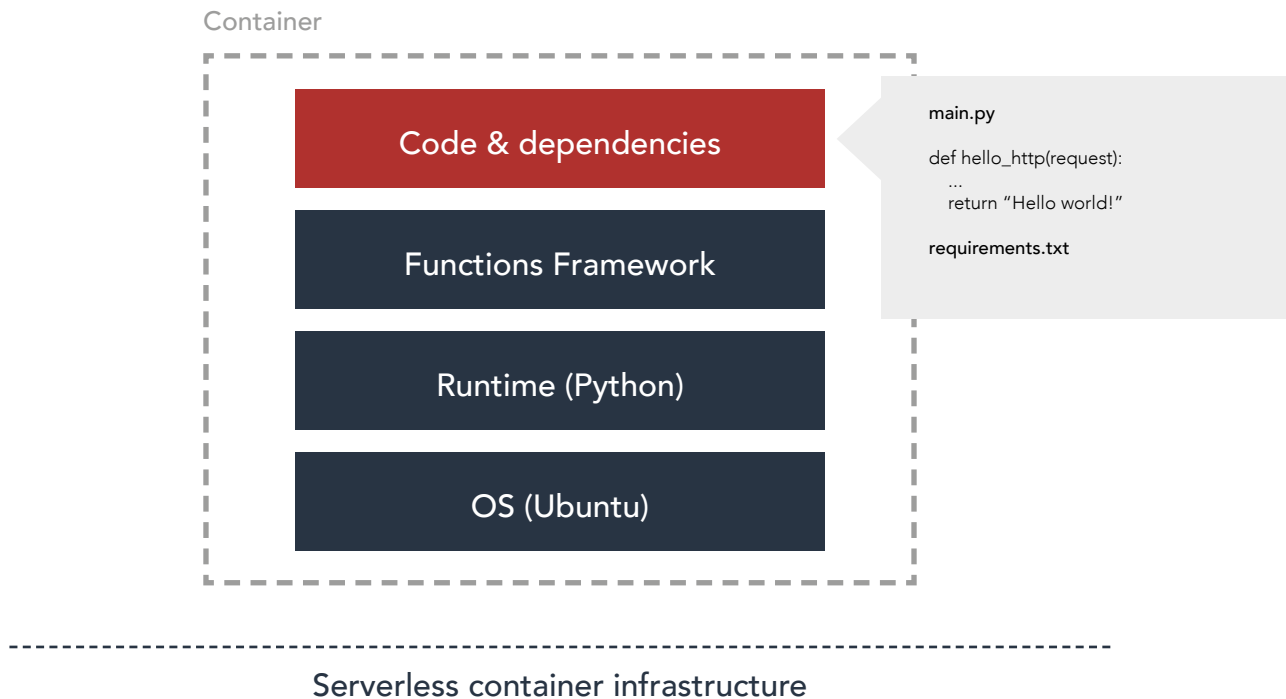 Container
Code & dependencies
main.py
def hello_http(request):
...
return “Hello world!”
requirements.txt
Functions Framework
Runtime (Python)
OS (Ubuntu)
Serverless container infrastructure